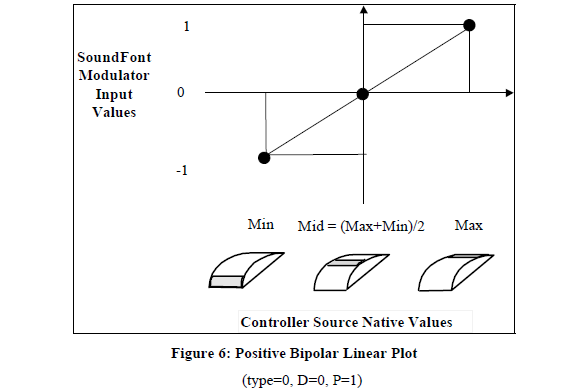 1
SoundFont
Modulator
Input
Values
0
-1
Min Mid = (Max+Min)/2 Max
Controller Source Native Values
Figure 6: Positive Bipolar Linear Plot
(type=0, D=0, P=1)